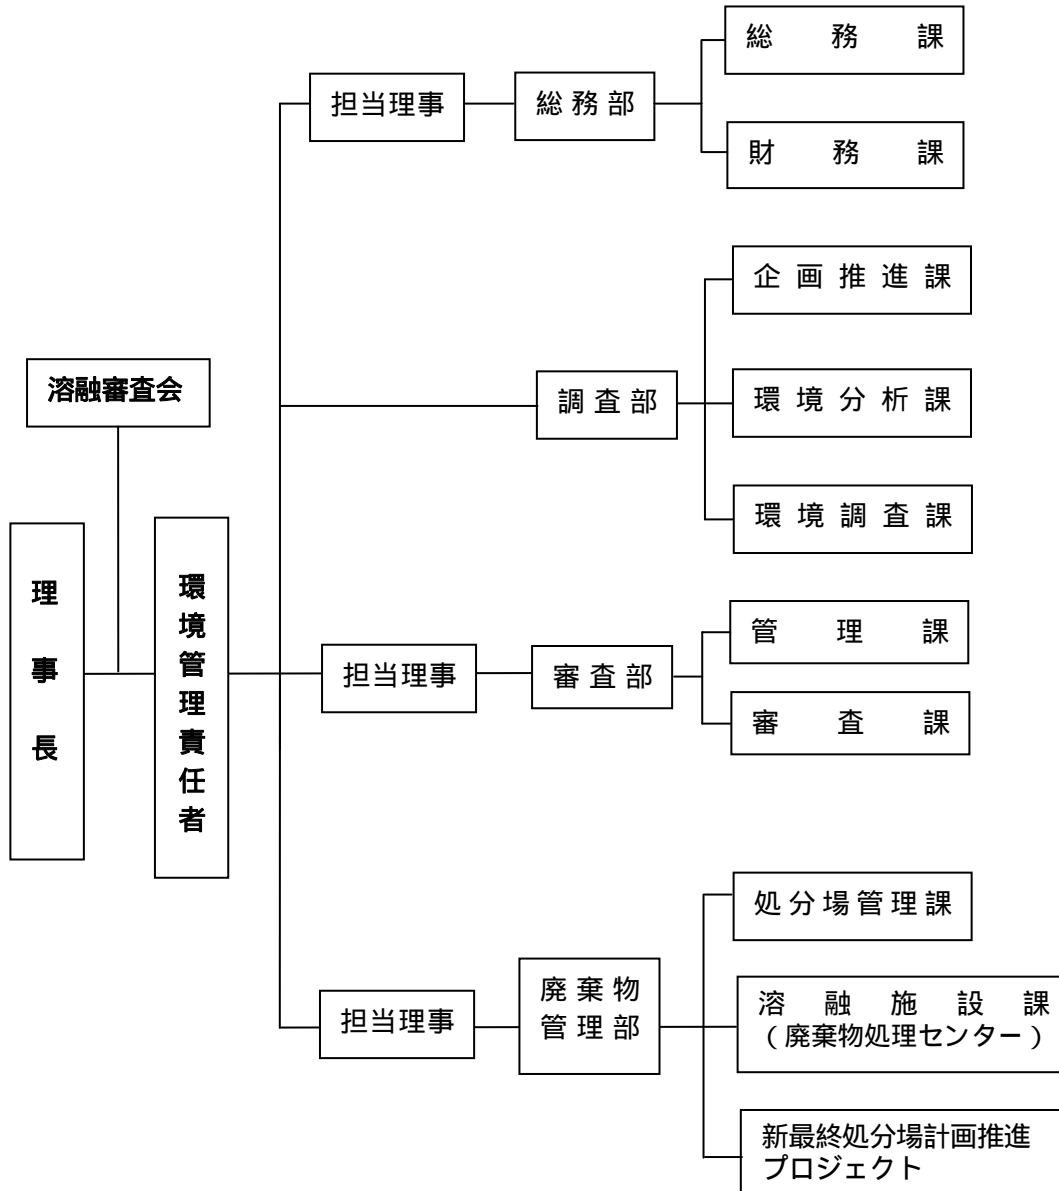 総務課
担当理事
総務部
財務課
企画推進課
溶融審査会
調査部
環境分析課
環境調査課
理事長
環境管理責任者
担当理事
審査部
管理課
審査課
処分場管理課
担当理事
廃棄物
管理部
溶融施設課
（廃棄物処理センター）
新最終処分場計画推進
プロジェクト